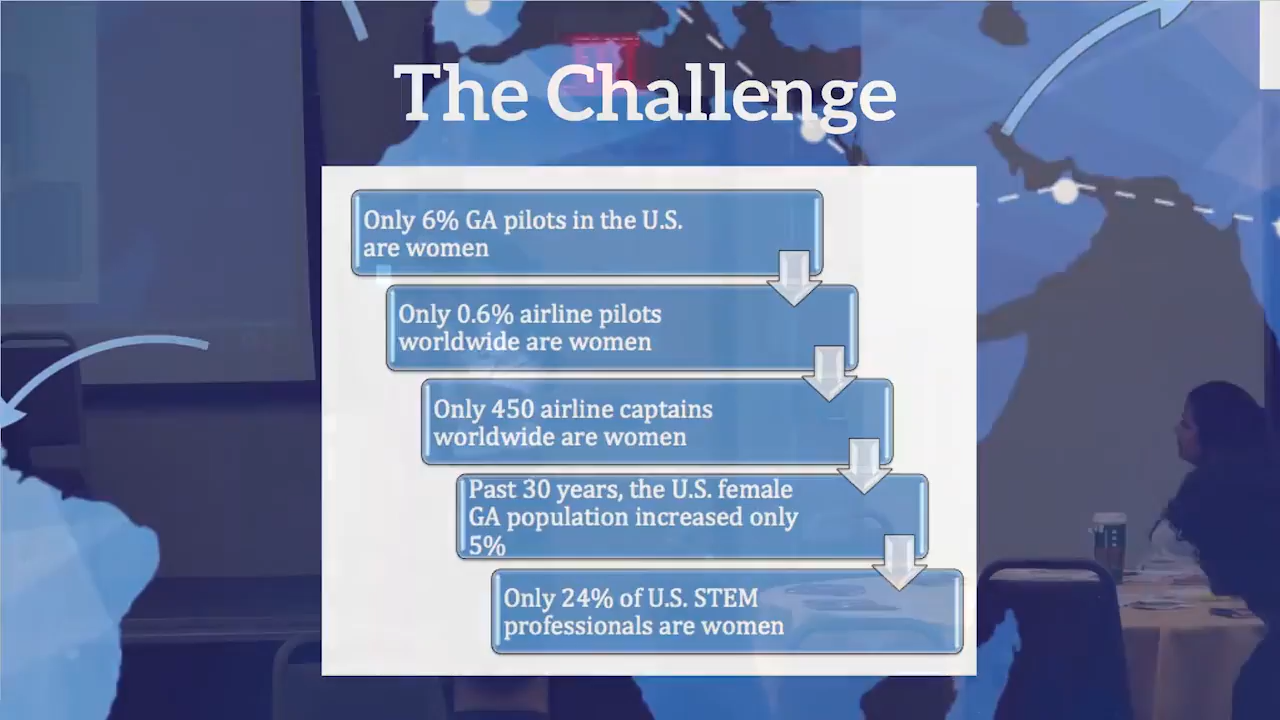 The Challenge
Only 6% GA pilots in the U.S.
are women
Only 0.6% airline pilots
worldwide are women
Only 450 airline captains
worldwide are women
Past 30 years, the U.S. female
GA population increased only
5%
Only 24% of U.S. STEM
professionals are women